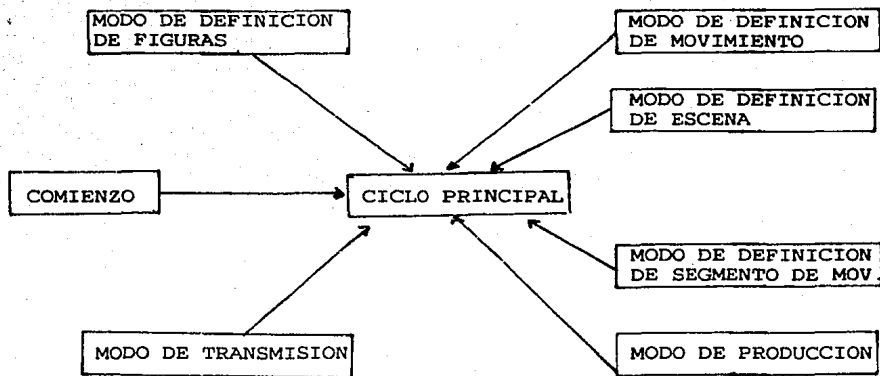 MODO DE DEFINICION
DE FIGURAS
MODO DE DEFINICION
DE MOVIMIENTO
MODO DE DEFINICION
DE ESCENA
COMIENZO
CICLO PRINCIPAL
MODO DE DEFINICION
DE SEGMENTO DE MOV.
MODO DE TRANSMISION
MODO DE PRODUCCION